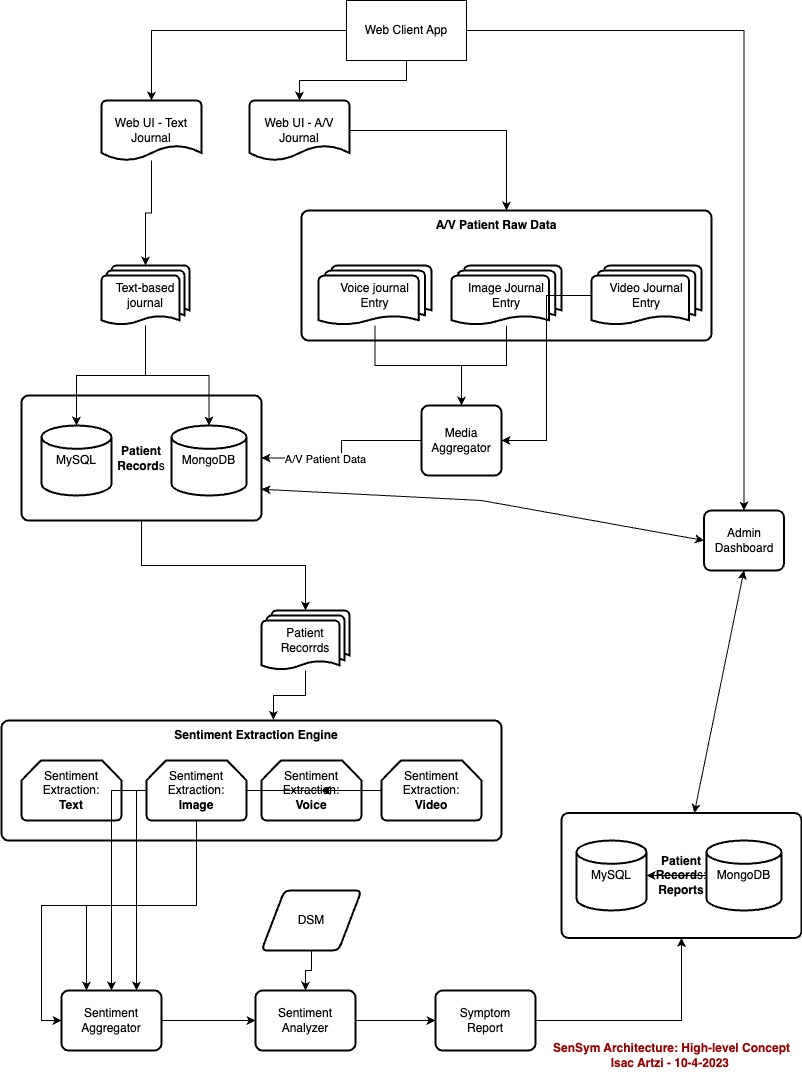 Web Client App
Web UI - Text
Journal
Web UI - A/V
Journal
A/V Patient Raw Data
Text-based
journal
Voice journal
Entry
Image Journal
Entry
Video Journal
Entry
Media
Aggregator
MySQL
Patient
Records
MongoDB
A/V Patient Data
Admin
Dashboard
Patient
Recorrds
Sentiment Extraction Engine
Sentiment
Extraction:
Text
Sentiment
Extraction:
Image
Sentiment
Extraction:
Voice
Sentiment
Extraction:
Video
MySQL
Patient
Records:
Reports
MongoDB
DSM
Sentiment
Aggregator
Sentiment
Analyzer
Symptom
Report
SenSym Architecture: High-level Concept
Isac Artzi - 10-4-2023